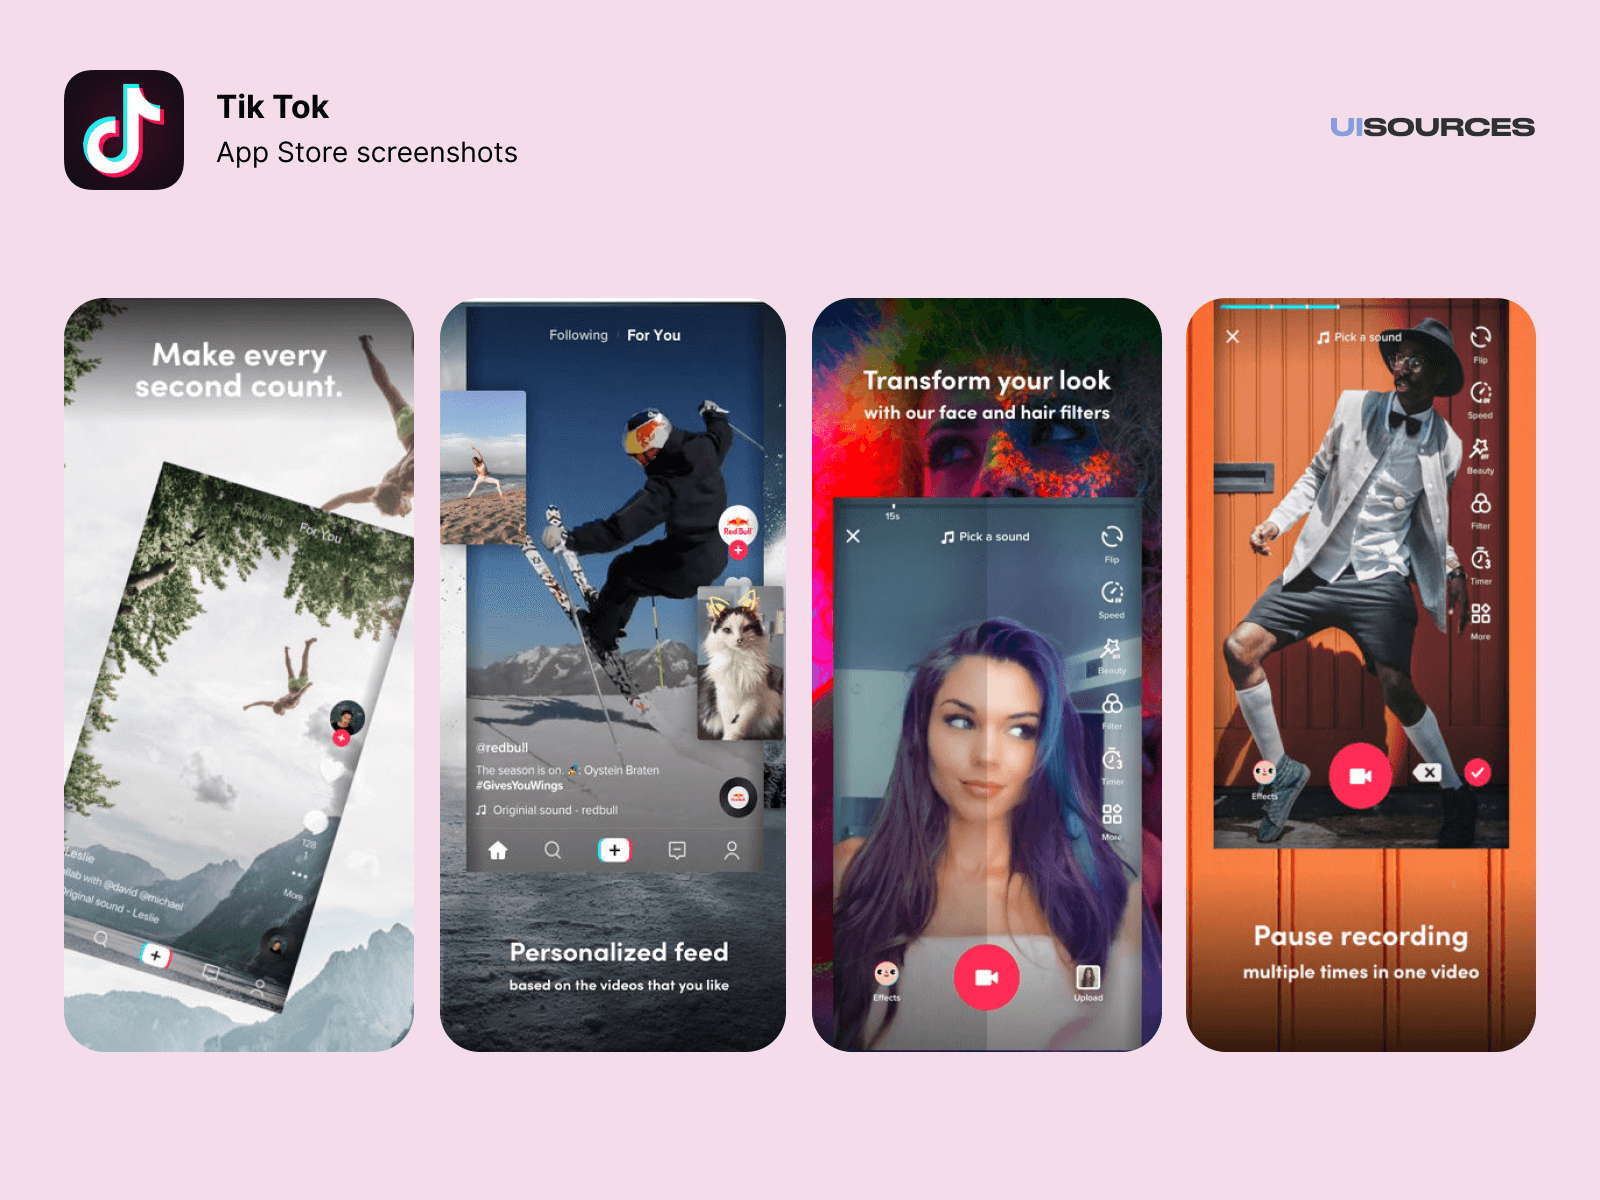 Tik Tok
App Store screenshots
UISOURCES
Make every
second count.
Following
For You
128
1
More
Leslie
ollab with @david @michael
Original sound - Leslie
Following
For You
Red Bull
@redbull
The season is on. : Oystein Braten
#GivesYouWings
Originial sound - redbull
Personalized feed
based on the videos that you like
Transform your look
with our face and hair filters
15s
Pick a sound
Flip
Speed
Beauty
Filter
3
Timer
More
Effects
Upload
Pick a sound
Flip
Speed
Beauty
Filter
3
Timer
More
Effects
Pause recording
multiple times in one video